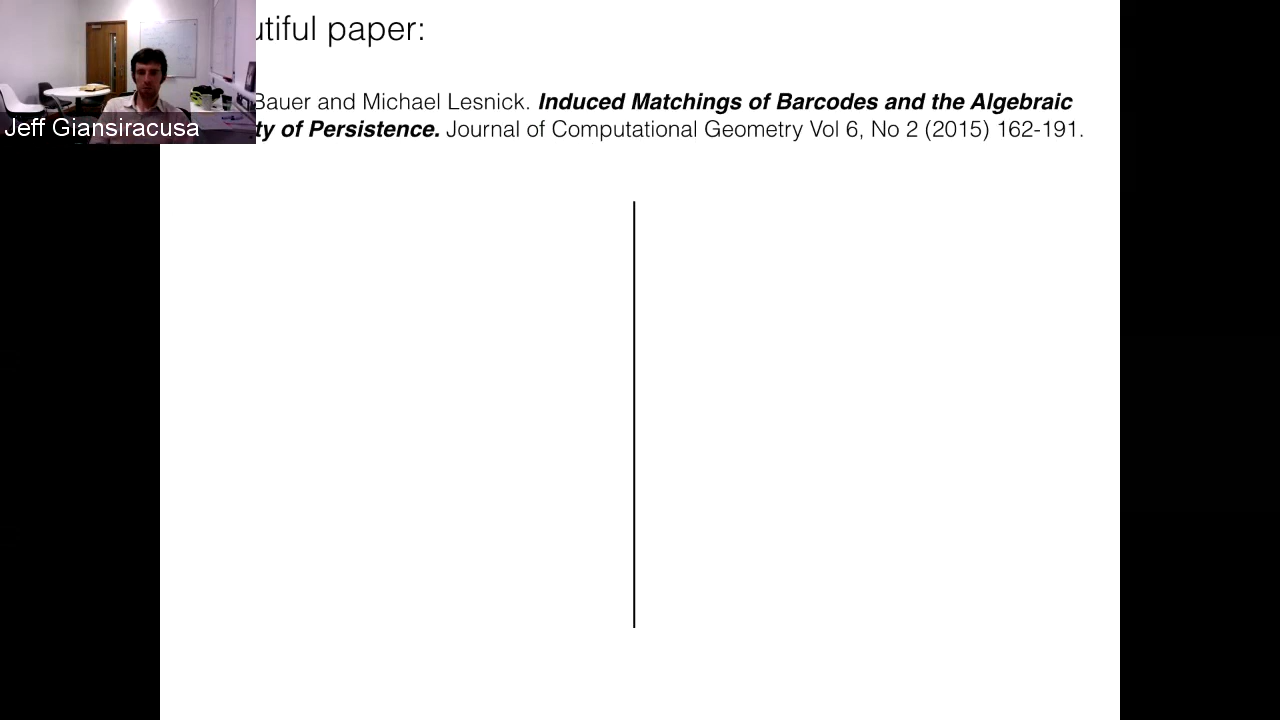 utiful paper:
Bauer and Michael Lesnick. Induced Matchings of Barcodes and the Algebraic
Jeff Giansiracusa
ty of Persistence. Journal of Computational Geometry Vol 6, No 2 (2015) 162-191.